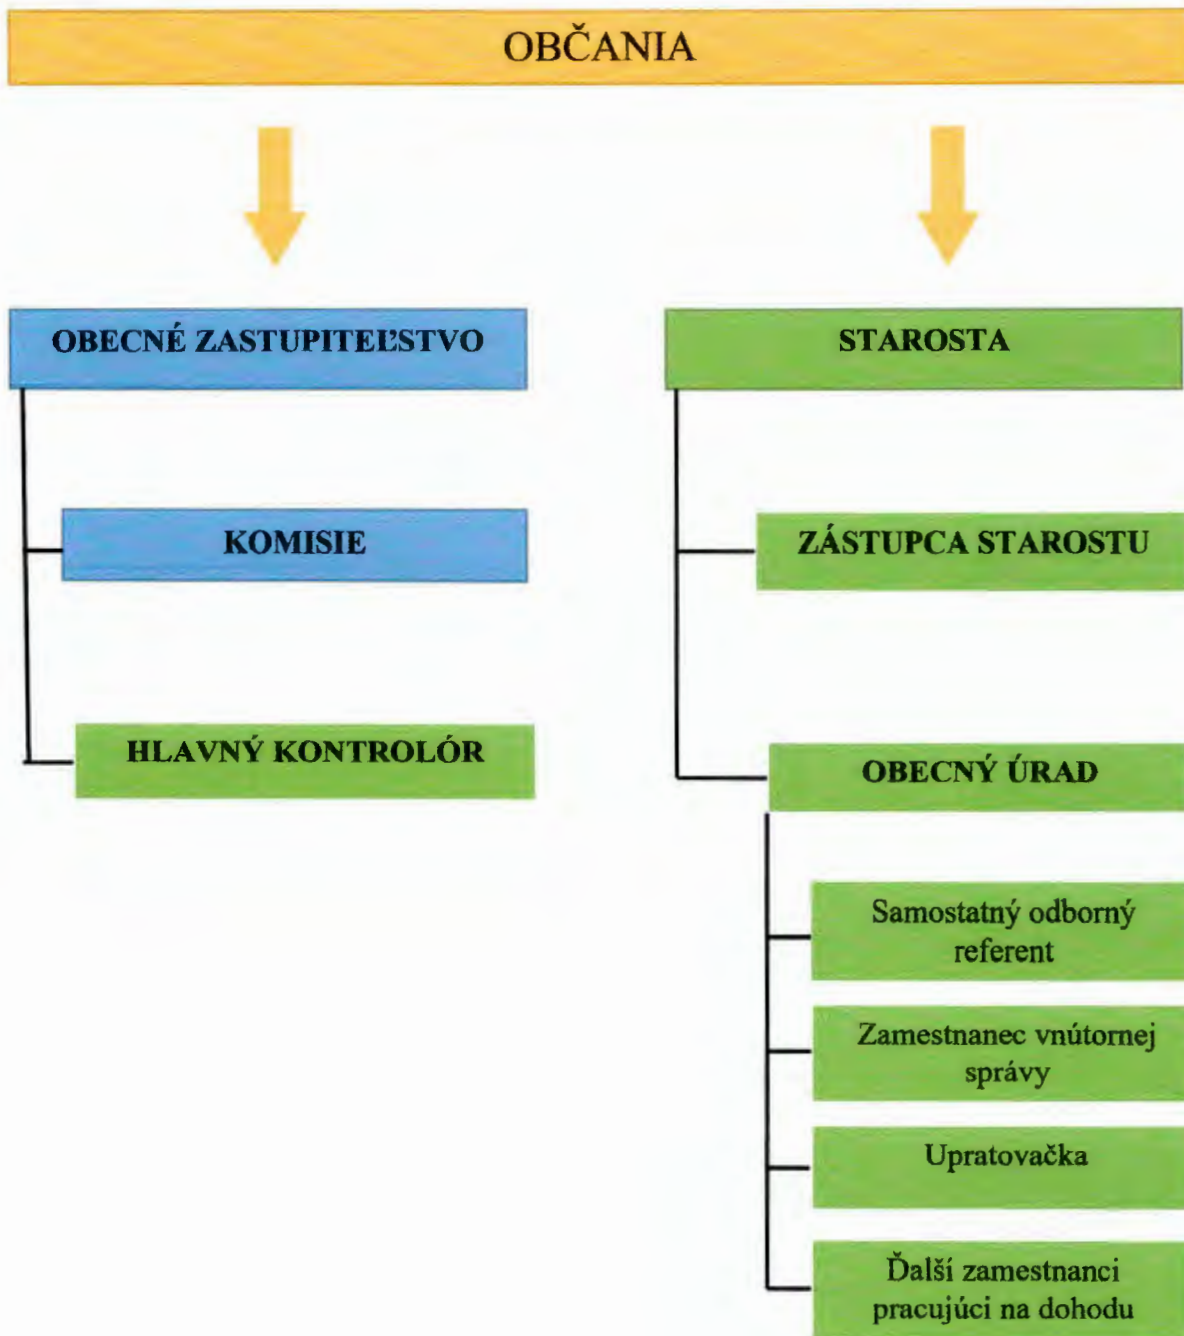 OBČANIA
OBECNÉ ZASTUPITEĽSTVO
KOMISIE
HLAVNÝ KONTROLÓR
STAROSTA
ZÁSTUPCA STAROSTU
OBECNÝ ÚRAD
Samostatný odborný
referent
Zamestnanec vnútornej
správy
Upratovačka
Ďalší zamestnanci
pracujúci na dohodu